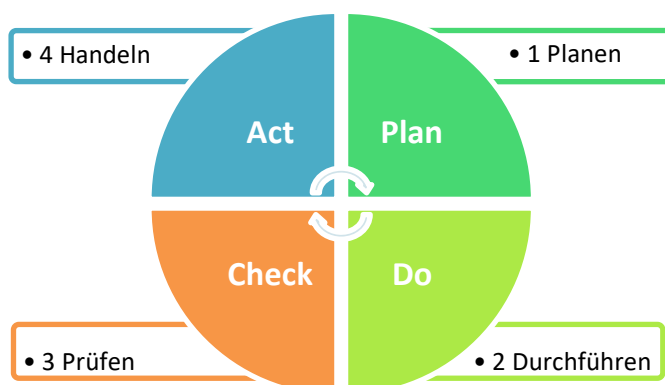 • 4 Handeln
• 1 Planen
Act
Plan
Check
Do
• 3 Prüfen
• 2 Durchführen